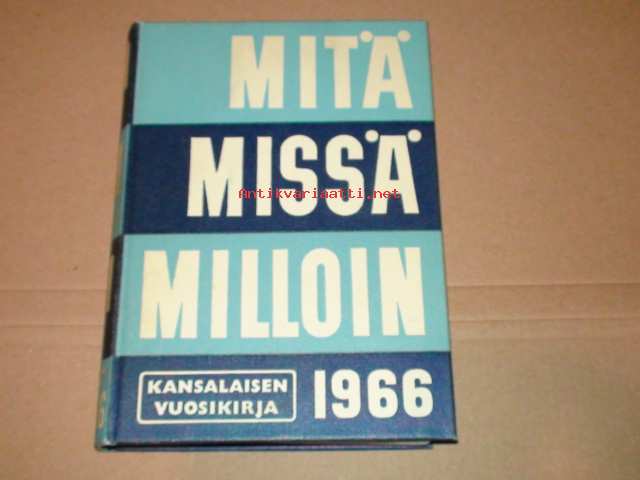 MITÄ
MISSÄ
Antikvariaatti.net
MILLOIN
KANSALAISEN
VUOSIKIRJA
1966